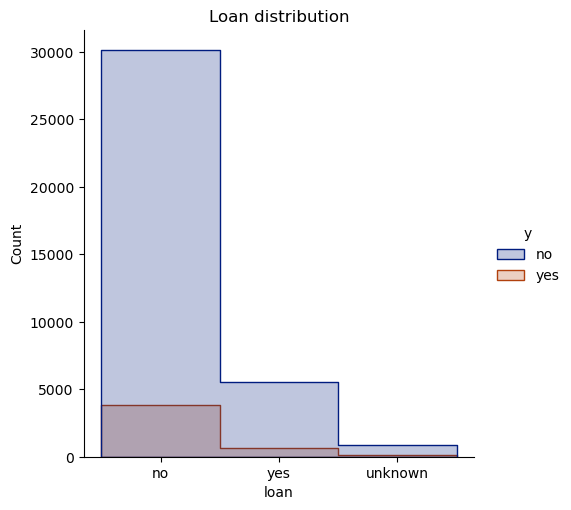 Loan distribution
30000
25000
20000
15000
10000
5000
0
Count
no
yes
unknown
loan
y
no
yes